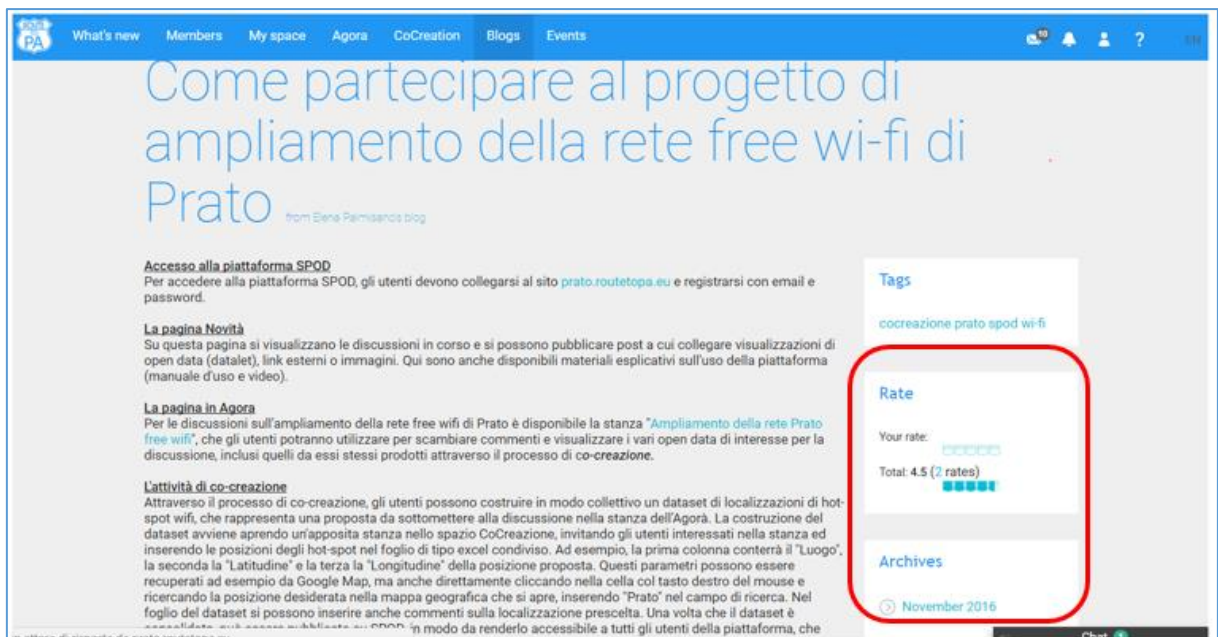 ROUTE
PA
What's new Members My space Agora CoCreation Blogs Events
10 ? EN
Come partecipare al progetto di
ampliamento della rete free wi-fi di
Prato from Elena Palmisanos blog
Accesso alla piattaforma SPOD
Per accedere alla piattaforma SPOD, gli utenti devono collegarsi al sito prato.routetopa.eu e registrarsi con email e
password.
La pagina Novità
Su questa pagina si visualizzano le discussioni in corso e si possono pubblicare post a cui collegare visualizzazioni di
open data (datalet), link esterni o immagini. Qui sono anche disponibili materiali esplicativi sull'uso della piattaforma
(manuale d'uso e video).
La pagina in Agora
Per le discussioni sull'ampliamento della rete free wifi di Prato è disponibile la stanza "Ampliamento della rete Prato
free wifi", che gli utenti potranno utilizzare per scambiare commenti e visualizzare i vari open data di interesse per la
discussione, inclusi quelli da essi stessi prodotti attraverso il processo di co-creazione.
L'attività di co-creazione
Attraverso il processo di co-creazione, gli utenti possono costruire in modo collettivo un dataset di localizzazioni di hot-
spot wifi, che rappresenta una proposta da sottomettere alla discussione nella stanza dell'Agorà. La costruzione del
dataset avviene aprendo un'apposita stanza nello spazio CoCreazione, invitando gli utenti interessati nella stanza ed
inserendo le posizioni degli hot-spot nel foglio di tipo excel condiviso. Ad esempio, la prima colonna conterrà il "Luogo",
la seconda la "Latitudine" e la terza la "Longitudine" della posizione proposta. Questi parametri possono essere
recuperati ad esempio da Google Map, ma anche direttamente cliccando nella cella col tasto destro del mouse e
ricercando la posizione desiderata nella mappa geografica che si apre, inserendo "Prato" nel campo di ricerca. Nel
foglio del dataset si possono inserire anche commenti sulla localizzazione prescelta. Una volta che il dataset è
in modo da renderlo accessibile a tutti gli utenti della piattaforma, che
Tags
cocreazione prato spod wi-fi
Rate
Your rate:
Total: 4.5 (2 rates)
Archives
November 2016
Chat